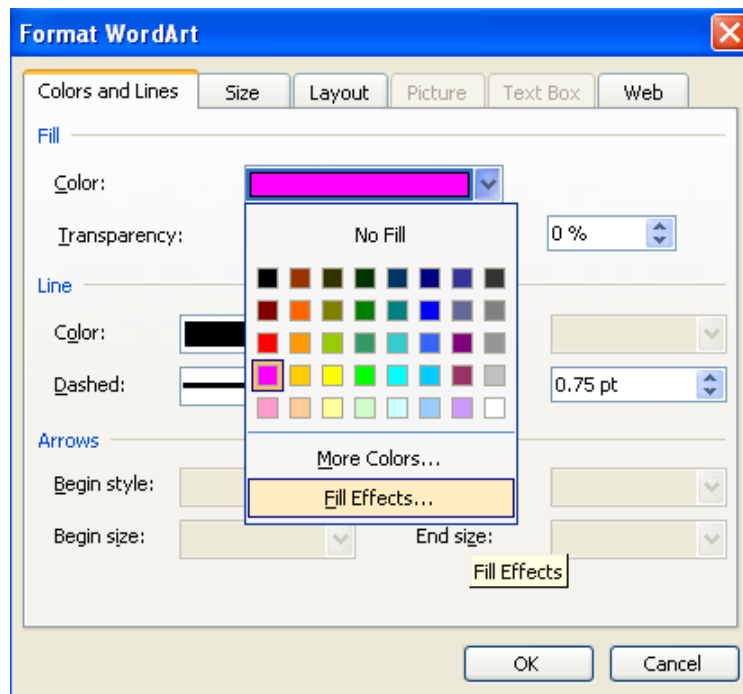 Format WordArt
Colors and Lines Size Layout Picture Text Box Web
Fill
Color:
Transparency: 0 %
No Fill
Line
Color:
Dashed: 0.75 pt
More Colors...
Fill Effects...
Arrows
Begin style:
Begin size: End size:
Fill Effects
OK Cancel